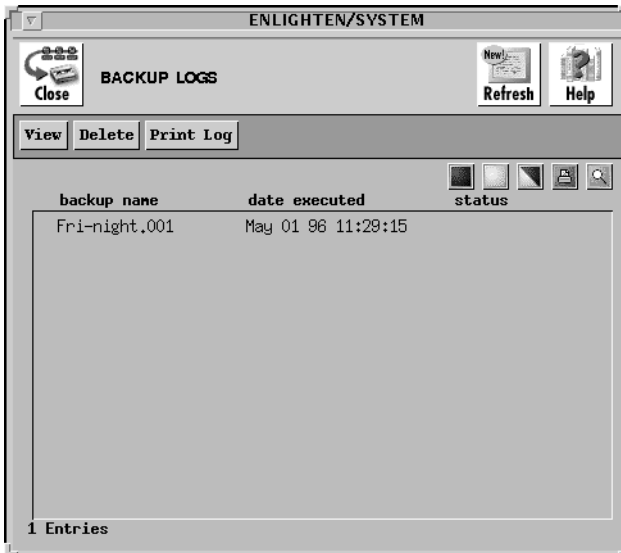 ENLIGHTEN/SYSTEM
Close
BACKUP LOGS
New!
Refresh
Help
View
Delete
Print Log
backup name
date executed
status
Fri-night.001
May 01 96 11:29:15
1 Entries